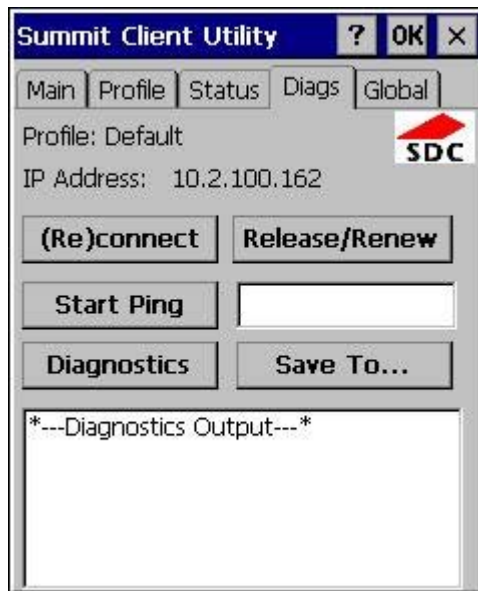 Summit Client Utility ? OK ×
Main Profile Status Diags Global
Profile: Default
SDC
IP Address: 10.2.100.162
(Re)connect Release/Renew
Start Ping
Diagnostics Save To...
*---Diagnostics Output---*